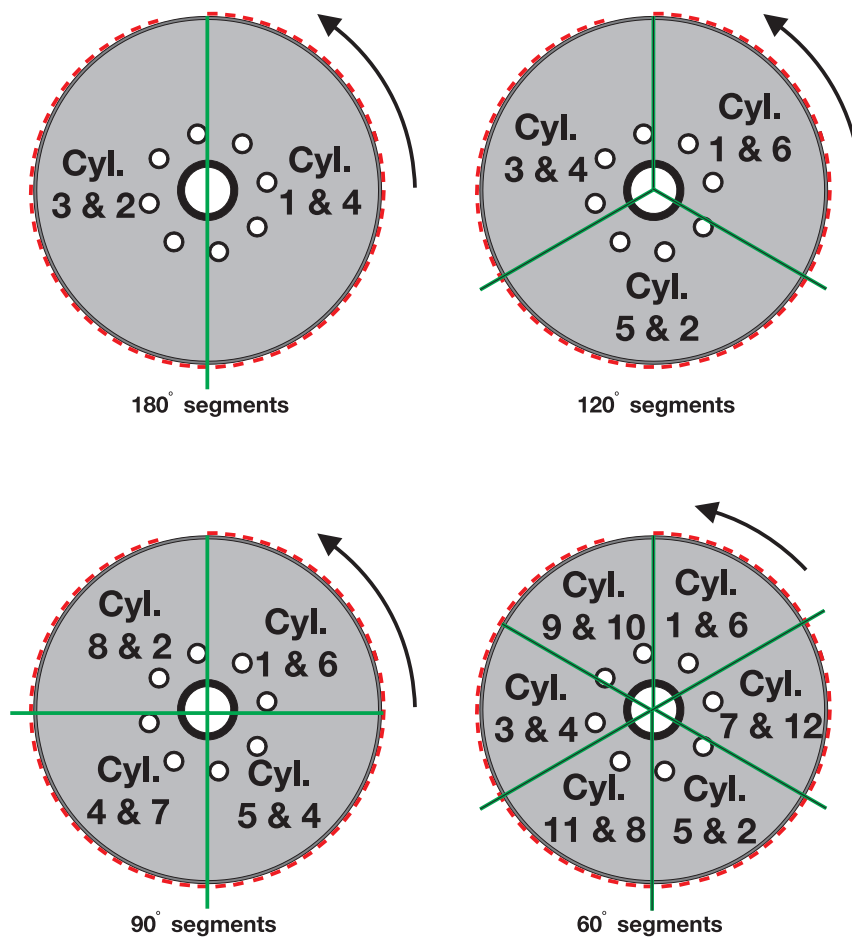 Cyl.
3 & 2
Cyl.
1 & 4
180° segments
Cyl.
3 & 4
Cyl.
1 & 6
Cyl.
5 & 2
120° segments
Cyl.
8 & 2
Cyl.
1 & 6
Cyl.
4 & 7
Cyl.
5 & 4
90° segments
Cyl.
9 & 10
Cyl.
1 & 6
Cyl.
3 & 4
Cyl.
7 & 12
Cyl.
11 & 8
Cyl.
5 & 2
60° segments